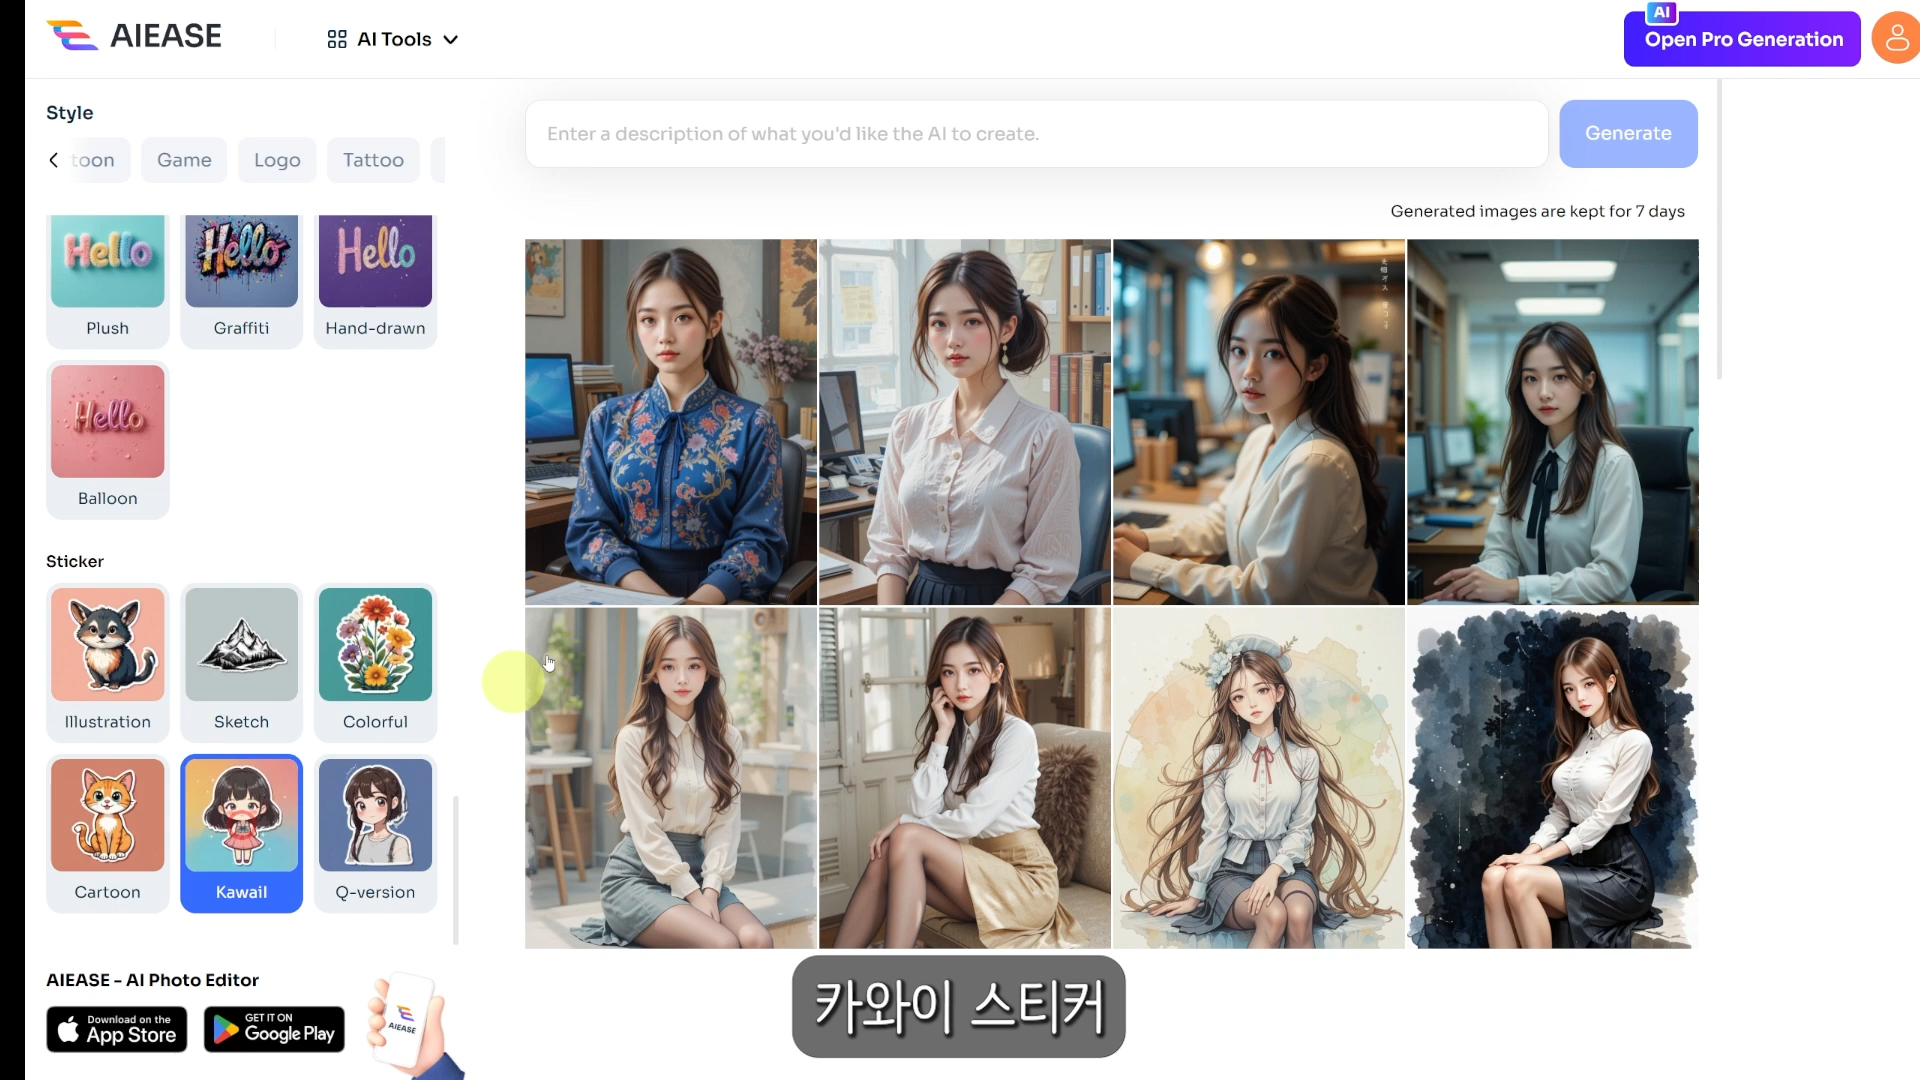 AIEASE
AI Tools
AI
Open Pro Generation
Style
toon
Game
Logo
Tattoo
Enter a description of what you'd like the AI to create.
Generate
Generated images are kept for 7 days
Hello
Hello
Hello
Plush
Graffiti
Hand-drawn
Hello
Balloon
Sticker
Illustration
Sketch
Colorful
Cartoon
KawaiI
Q-version
AIEASE - AI Photo Editor
Download on the
App Store
GET IT ON
Google Play
AIEASE
카와이 스티커